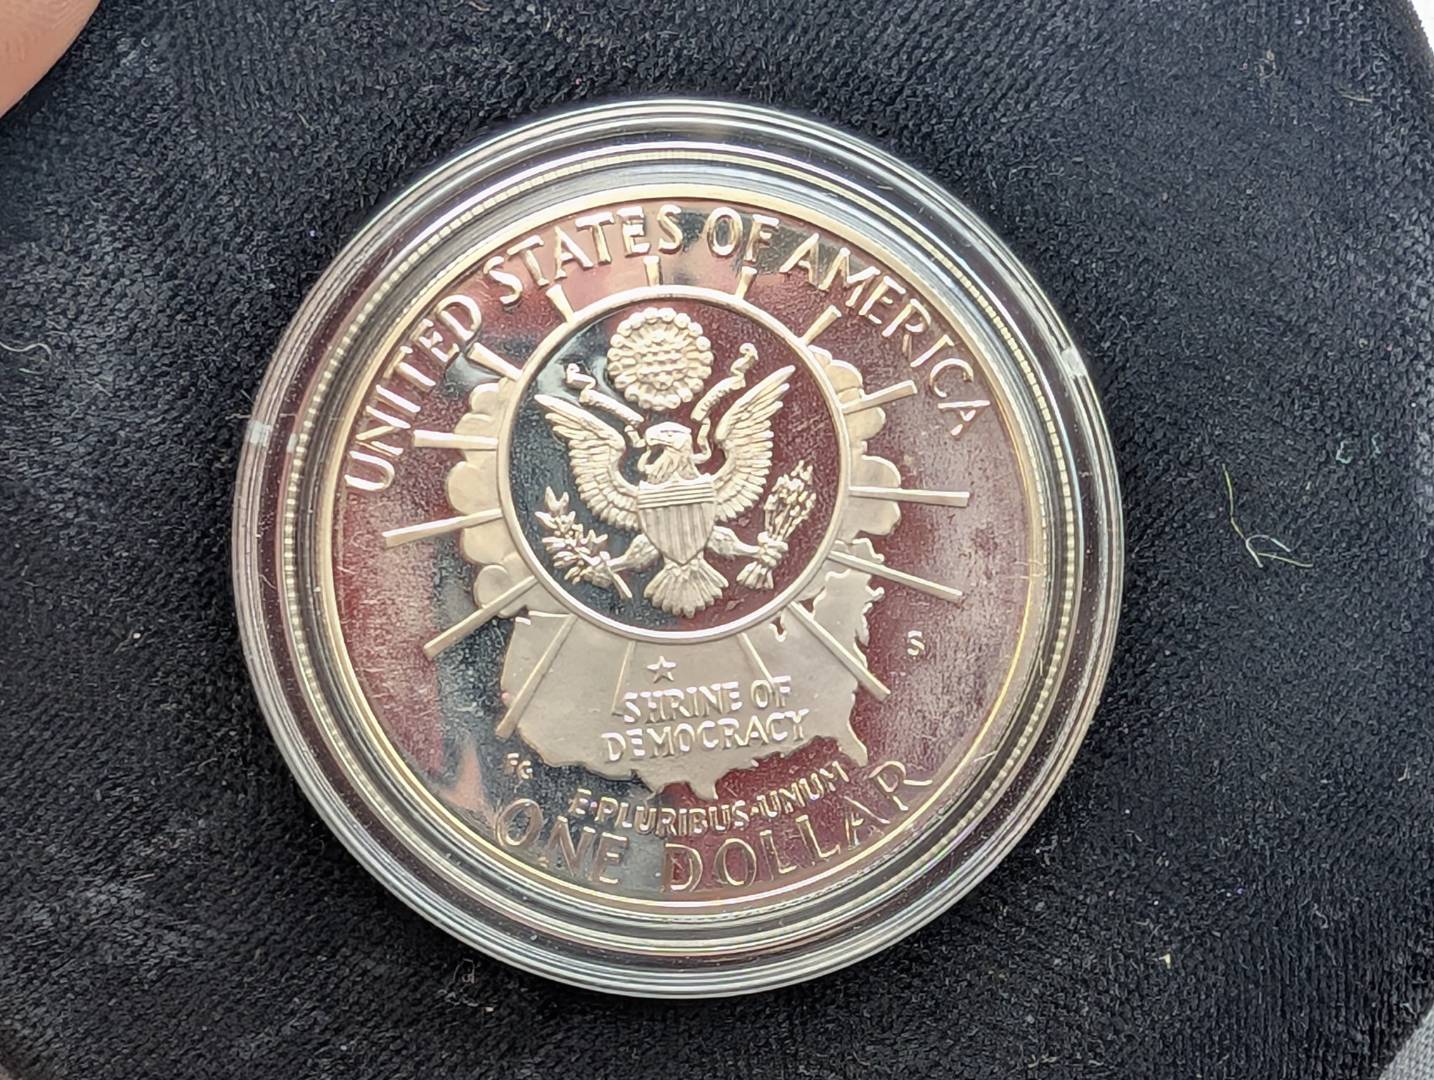 UNITED STATES OF AMERICA
S
SHRINE OF
DEMOCRACY
FG
E·PLURIBUS·UNUM
ONE DOLLAR